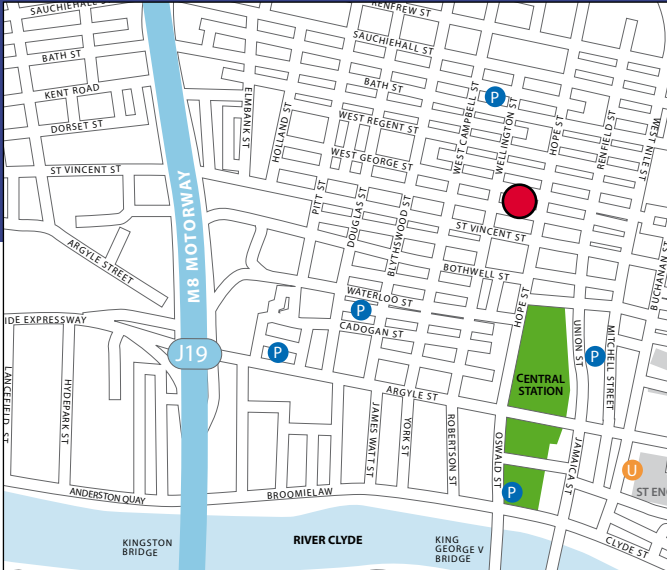 SAUCHIEHALL ST
RENFREW ST
SAUCHIEHALL ST
BATH ST
BATH ST
KENT ROAD
DORSET ST
ELMBANK ST
HOLLAND ST
WEST REGENT ST
WEST GEORGE ST
WEST CAMPBELL ST
P
WELLINGTON ST
HOPE S
RENFIELD ST
WEST NILE ST
ST VINCENT ST
M8 MOTORWAY
PITT ST
DOUGLAS ST
BLYTHSWOOD ST
ST VINCENT ST
BOTHWELL ST
BUCHANAN S
ARGYLE STREET
WATERLOO ST
P
CADOGAN ST
HOPE ST
IDE EXPRESSWAY
J19
P
UNION ST
P
MITCHELL STREET
CENTRAL
STATION
LANCEFIELD ST
HYDEPARK ST
ARGYLE ST
JAMES WATT ST
YORK ST
ROBERTSON ST
OSWALD ST
JAMAICA ST
U
ST EN
P
ANDERSTON QUAY
BROOMIELAW
KINGSTON
BRIDGE
RIVER CLYDE
KING
GEORGE V
BRIDGE
CLYDE ST